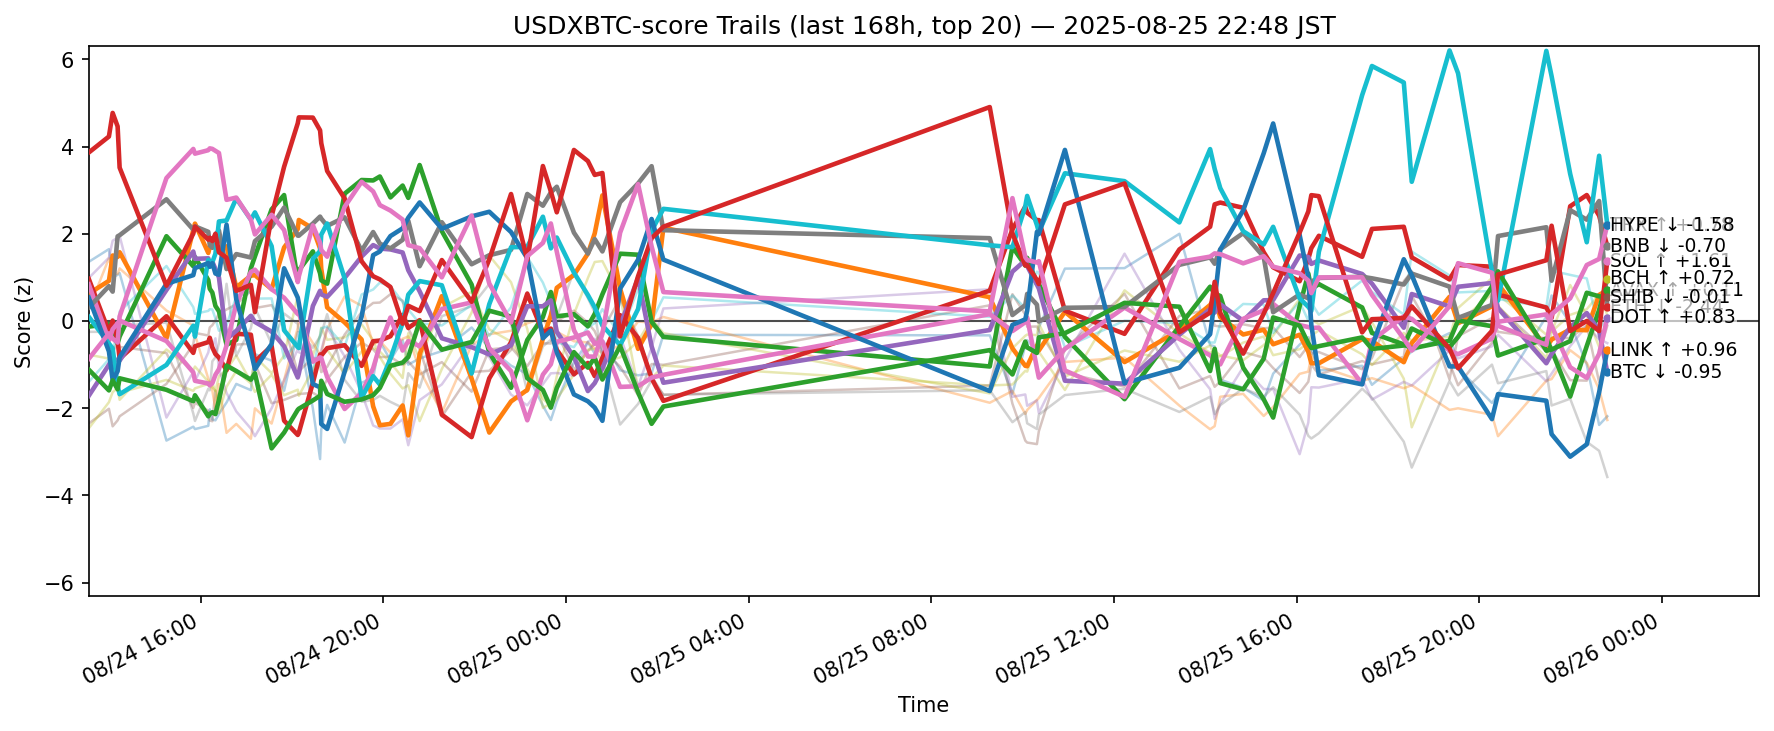 USDXBTC-score Trails (last 168h, top 20) — 2025-08-25 22:48 JST
Score (z)
6
4
2
0
−2
−4
−6
HYPE ↓ -1.58
BNB ↓ -0.70
SOL ↑ +1.61
BCH ↑ +0.72
SHIB ↓ -0.01
DOT ↑ +0.83
LINK ↑ +0.96
BTC ↓ -0.95
08/24 16:00
08/24 20:00
08/25 00:00
08/25 04:00
08/25 08:00
08/25 12:00
08/25 16:00
08/25 20:00
08/26 00:00
Time